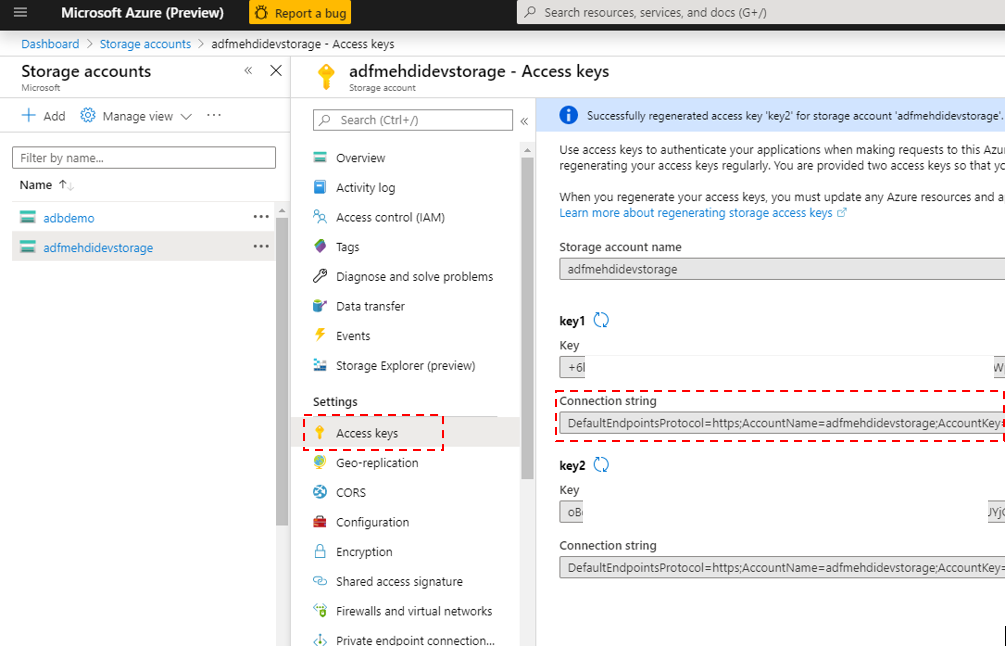 Microsoft Azure (Preview)
Report a bug
Search resources, services, and docs (G+/)
Dashboard > Storage accounts > adfmehdidevstorage - Access keys
Storage accounts
Microsoft
Add
Manage view
Filter by name...
Name
adbdemo
adfmehdidevstorage
adfmehdidevstorage - Access keys
Storage account
Search (Ctrl+/)
Overview
Activity log
Access control (IAM)
Tags
Diagnose and solve problems
Data transfer
Events
Storage Explorer (preview)
Settings
Access keys
Geo-replication
CORS
Configuration
Encryption
Shared access signature
Firewalls and virtual networks
Private endpoint connection...
Successfully regenerated access key 'key2' for storage account 'adfmehdidevstorage'.
Use access keys to authenticate your applications when making requests to this Azu
regenerating your access keys regularly. You are provided two access keys so that yo
When you regenerate your access keys, you must update any Azure resources and a
Learn more about regenerating storage access keys
Storage account name
adfmehdidevstorage
key1
Key
Connection string
DefaultEndpointsProtocol=https;AccountName=adfmehdidevstorage;AccountKey=
key2
Key
Connection string
DefaultEndpointsProtocol=https;AccountName=adfmehdidevstorage;AccountKey=